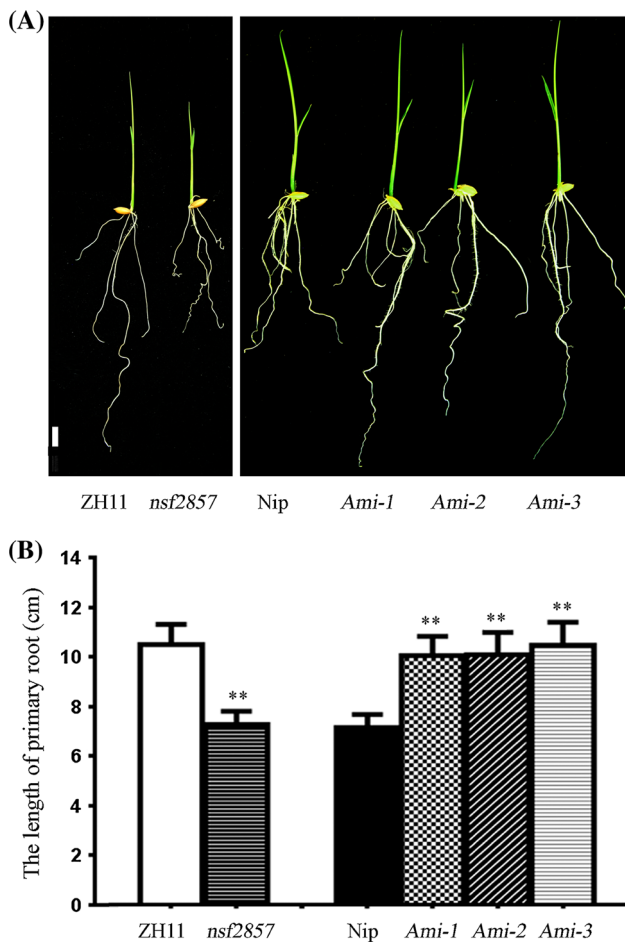 (A)
ZH11 nsf2857 Nip Ami-1 Ami-2 Ami-3
(B)
The length of primary root (cm)
14
12
10
8
6
4
2
0
** ** ** **
ZH11 nsf2857 Nip Ami-1 Ami-2 Ami-3